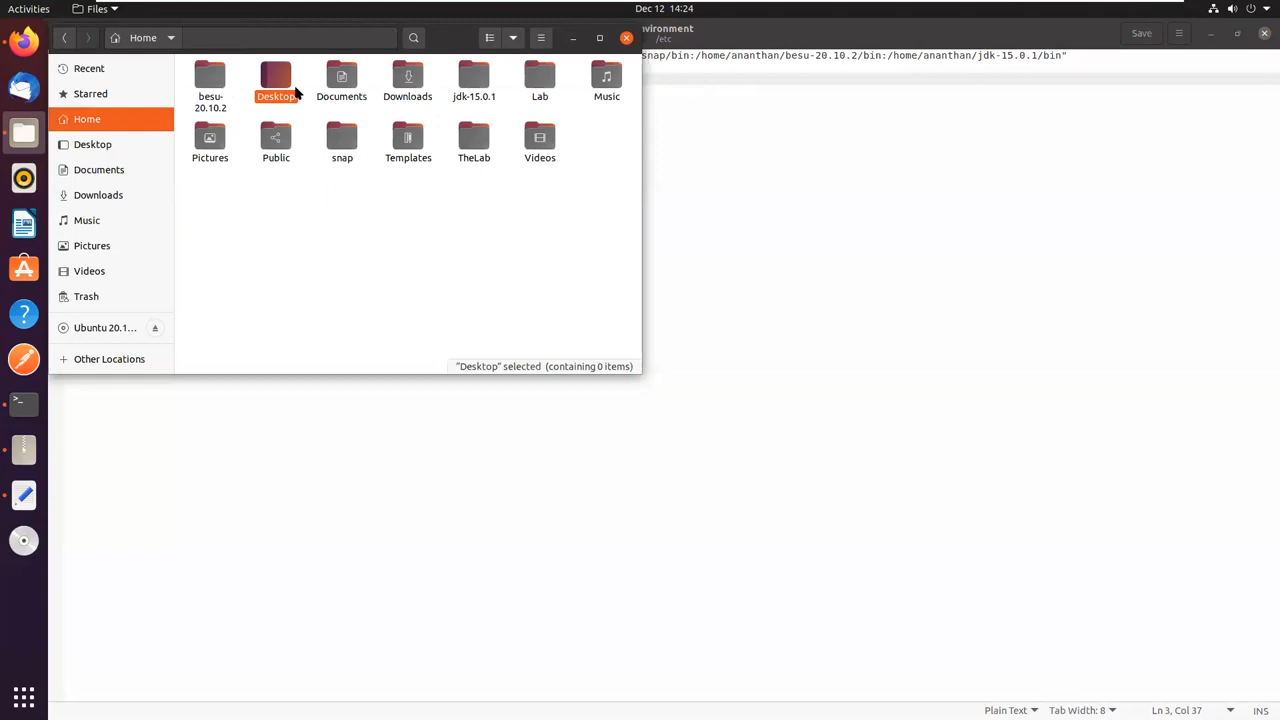 Activities
Files
Dec 12 14:24
Home
ironment
/etc
Save
snap/bin:/home/ananthan/besu-20.10.2/bin:/home/ananthan/jdk-15.0.1/bin"
Recent
Starred
Home
Desktop
Documents
Downloads
Music
Pictures
Videos
Trash
Ubuntu 20.1...
Other Locations
besu-
20.10.2
Desktop
Documents
Downloads
jdk-15.0.1
Lab
Music
Pictures
Public
snap
Templates
TheLab
Videos
"Desktop" selected (containing 0 items)
Plain Text
Tab Width: 8
Ln 3, Col 37
INS